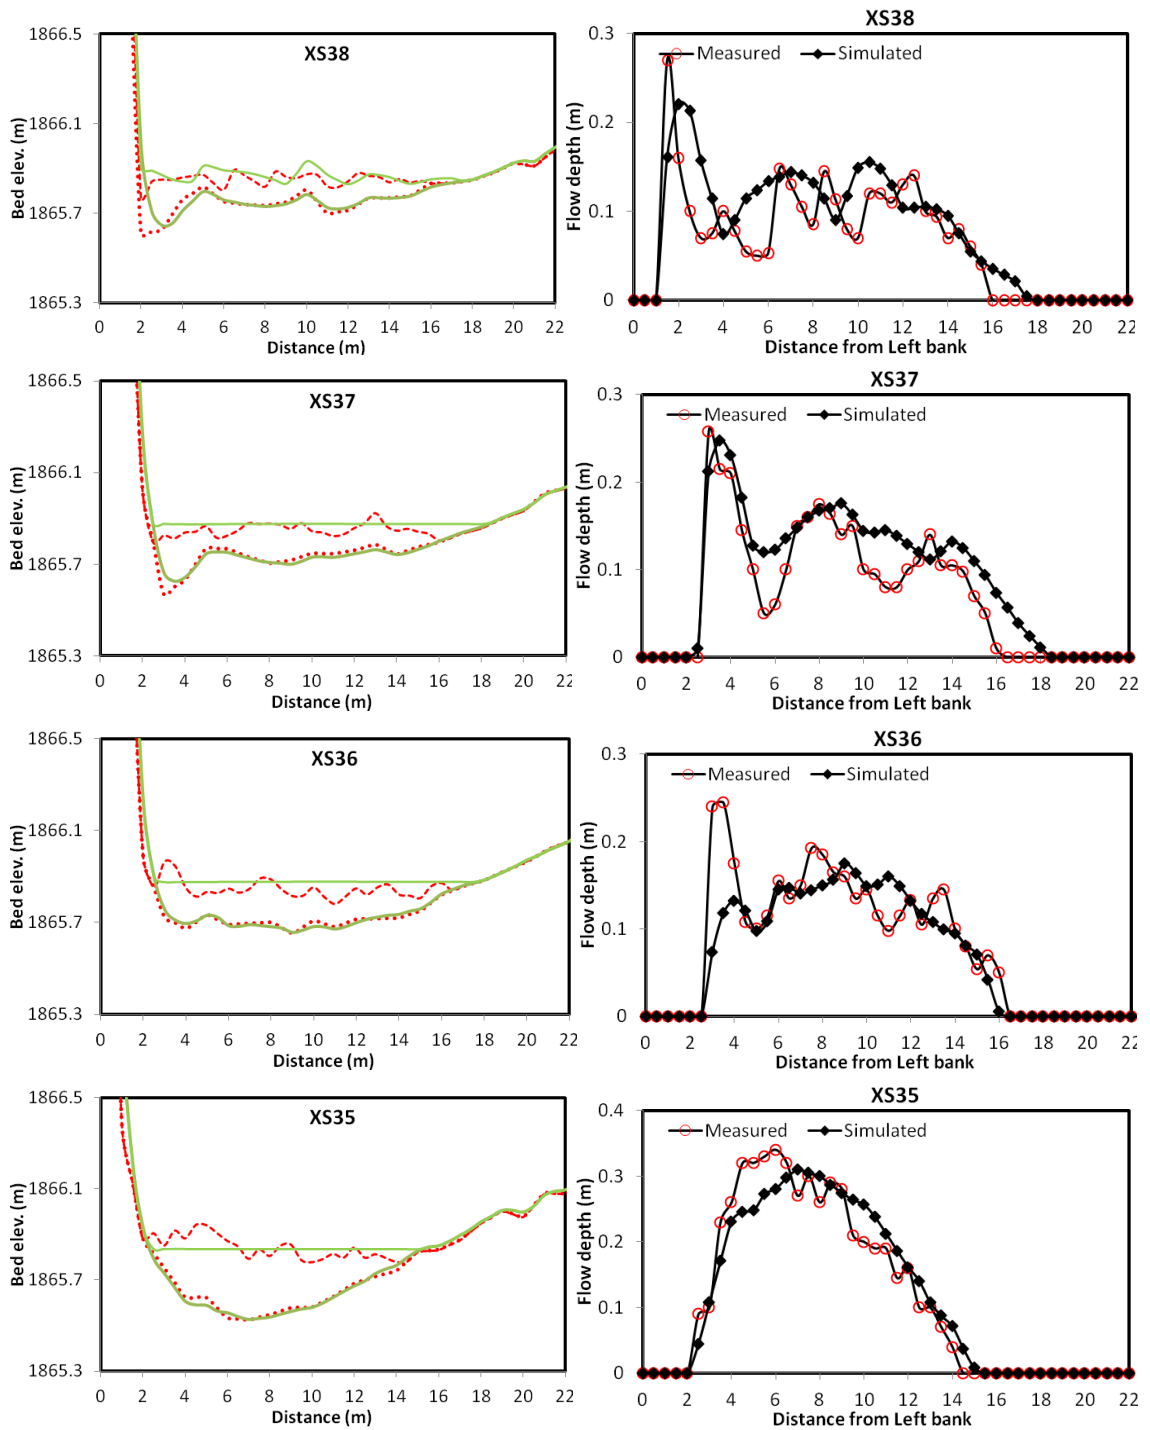 XS38
1866.5
1866.1
1865.7
1865.3
Bed elev. (m)
0 2 4 6 8 10 12 14 16 18 20 22
Distance (m)
XS38
Measured Simulated
0.3
0.2
0.1
0
Flow depth (m)
0 2 4 6 8 10 12 14 16 18 20 22
Distance from Left bank
XS37
1866.5
1866.1
1865.7
1865.3
Bed elev. (m)
0 2 4 6 8 10 12 14 16 18 20 22
Distance (m)
XS37
Measured Simulated
0.3
0.2
0.1
0
Flow depth (m)
0 2 4 6 8 10 12 14 16 18 20 22
Distance from Left bank
XS36
1866.5
1866.1
1865.7
1865.3
Bed elev. (m)
0 2 4 6 8 10 12 14 16 18 20 22
Distance (m)
XS36
Measured Simulated
0.3
0.2
0.1
0
Flow depth (m)
0 2 4 6 8 10 12 14 16 18 20 22
Distance from Left bank
XS35
1866.5
1866.1
1865.7
1865.3
Bed elev. (m)
0 2 4 6 8 10 12 14 16 18 20 22
Distance (m)
XS35
Measured Simulated
0.4
0.3
0.2
0.1
0
Flow depth (m)
0 2 4 6 8 10 12 14 16 18 20 22
Distance from Left bank